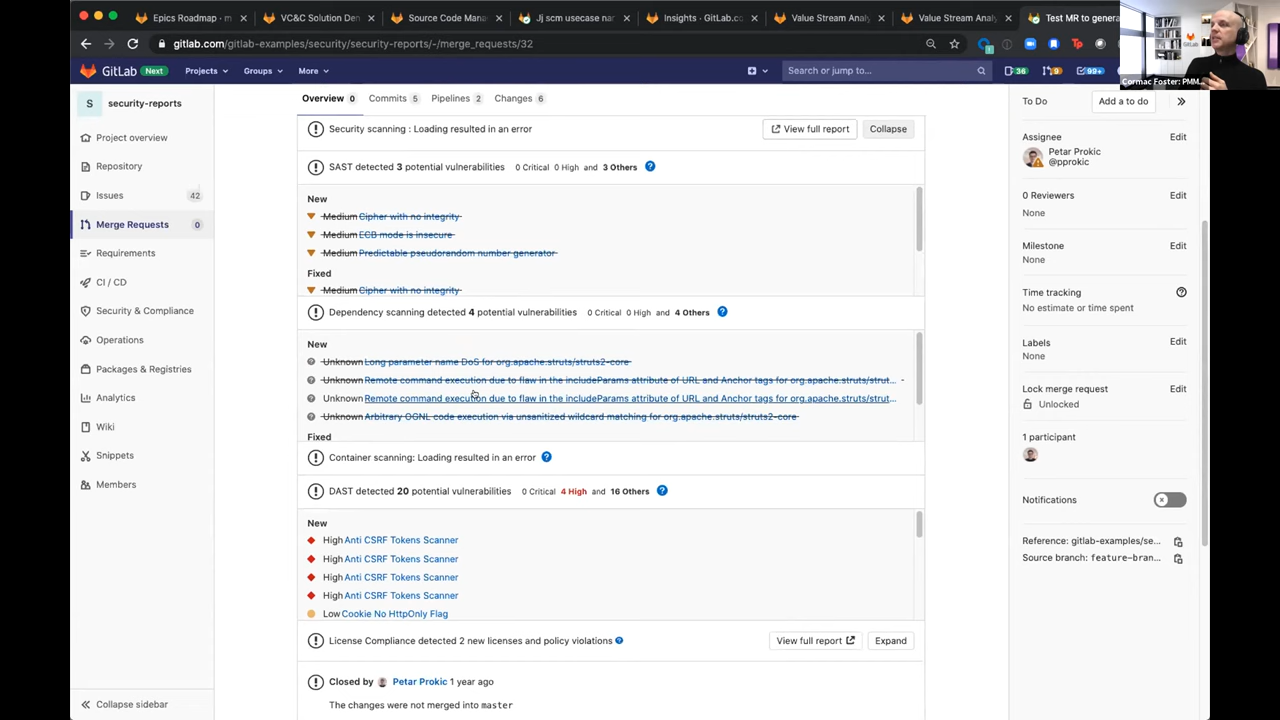 Epics Roadmap · m
VC&C Solution Den
Source Code Mana
Jj scm usecase nar
Insights · GitLab.co
Value Stream Analy
Value Stream Analy
Test MR to genera
gitlab.com/gitlab-examples/security/security-reports/-/merge_requests/32
Cormac Foster: PMM...
GitLab Next Projects Groups More Search or jump to... 36 9 99+
S security-reports
Project overview
Repository
Issues 42
Merge Requests 0
Requirements
CI / CD
Security & Compliance
Operations
Packages & Registries
Analytics
Wiki
Snippets
Members
Collapse sidebar
Overview 0 Commits 5 Pipelines 2 Changes 6
Security scanning : Loading resulted in an error View full report Collapse
SAST detected 3 potential vulnerabilities 0 Critical 0 High and 3 Others
New
Medium Cipher with no integrity
Medium ECB mode is insecure
Medium Predictable pseudorandom number generator
Fixed
Medium Cipher with no integrity
Dependency scanning detected 4 potential vulnerabilities 0 Critical 0 High and 4 Others
New
Unknown Long parameter name DoS for org.apache.struts/struts2-core
Unknown Remote command execution due to flaw in the includeParams attribute of URL and Anchor tags for org.apache.struts/strut...
Unknown Remote command execution due to flaw in the includeParams attribute of URL and Anchor tags for org.apache.struts/strut...
Unknown Arbitrary OGNL code execution via unsanitized wildcard matching for org.apache.struts/struts2-core
Fixed
Container scanning: Loading resulted in an error
DAST detected 20 potential vulnerabilities 0 Critical 4 High and 16 Others
New
High Anti CSRF Tokens Scanner
High Anti CSRF Tokens Scanner
High Anti CSRF Tokens Scanner
High Anti CSRF Tokens Scanner
Low Cookie No HttpOnly Flag
License Compliance detected 2 new licenses and policy violations View full report Expand
Closed by Petar Prokic 1 year ago
The changes were not merged into master
To Do Add a to do
Assignee Edit
Petar Prokic
@pprokic
0 Reviewers Edit
None
Milestone Edit
None
Time tracking
No estimate or time spent
Labels Edit
None
Lock merge request Edit
Unlocked
1 participant
Notifications
Reference: gitlab-examples/se...
Source branch: feature-bran...